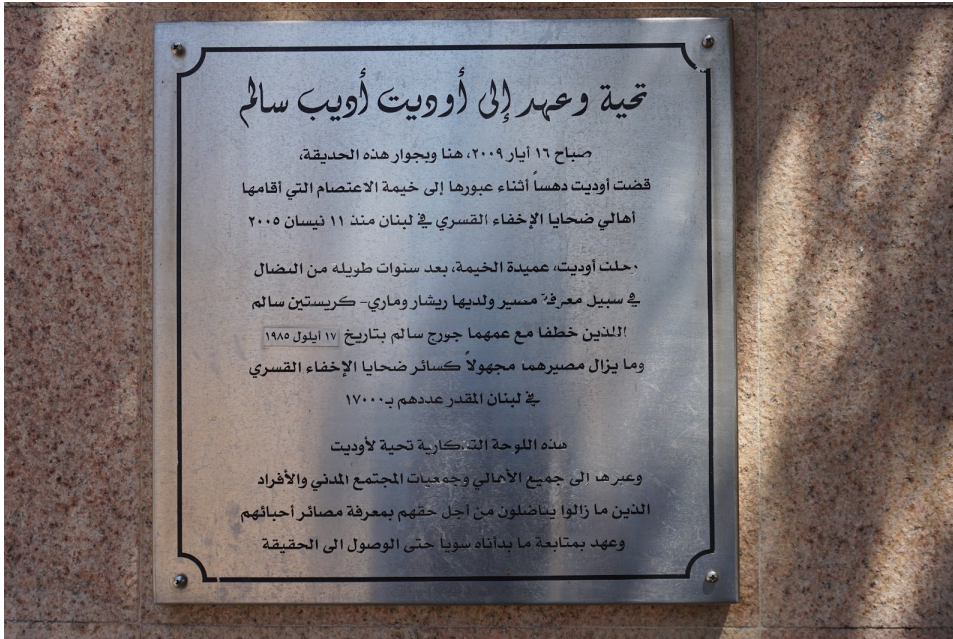 تحية وعهد إلى أوديت أديب سالم
صباح ١٦ أيار ٢٠٠٩، هنا وبجوار هذه الحديقة،
قضت أوديت دهساً أثناء عبورها إلى خيمة الاعتصام التي أقامها
أهالي ضحايا الإخفاء القسري في لبنان منذ ١١ نيسان ٢٠٠٥
رحلت أوديت، عميدة الخيمة، بعد سنوات طويله من النضال
في سبيل معرفة مصير ولديها ريشار وماري- كريستين سالم
اللذين خطفا مع عمهما جورج سالم بتاريخ ١٧ أيلول ١٩٨٥
وما يزال مصيرهما مجهولاً كسائر ضحايا الإخفاء القسري
في لبنان المقدر عددهم بـ١٧٠٠٠
هذه اللوحة التذكارية تحية لأوديت
وعبرها الى جميع الأهالي وجمعيات المجتمع المدني والأفراد
الذين ما زالوا يناضلون من أجل حقهم بمعرفة مصائر أحبائهم
وعهد بمتابعة ما بدأناه سويا حتى الوصول الى الحقيقة